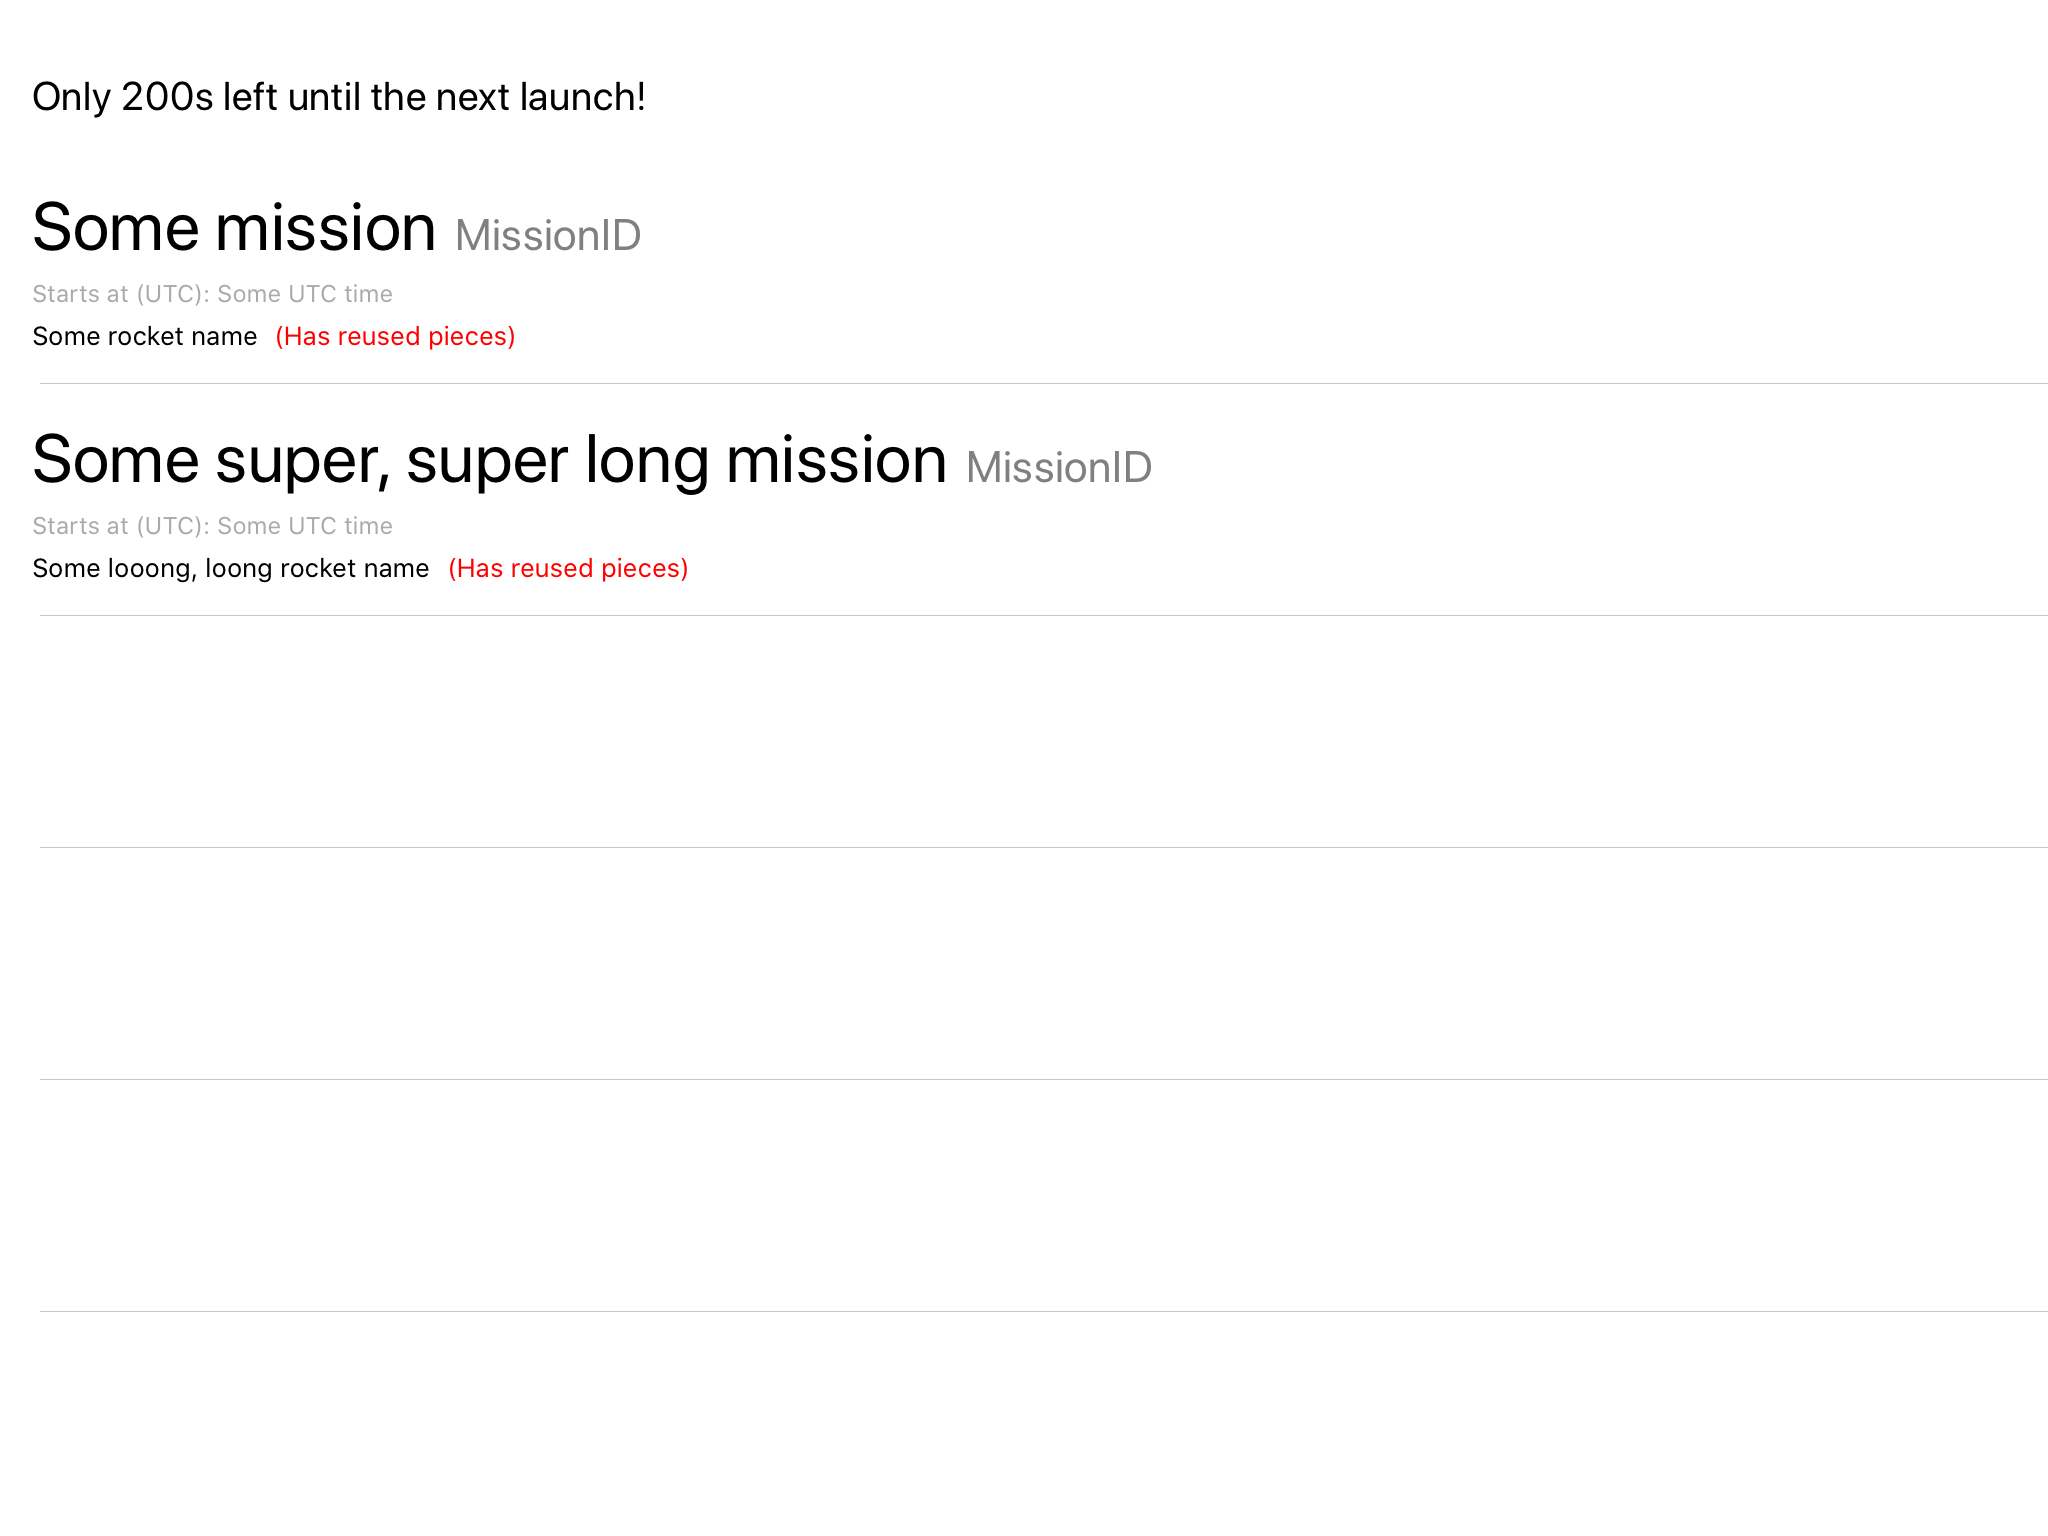 Only 200s left until the next launch!
Some mission MissionID
Starts at (UTC): Some UTC time
Some rocket name (Has reused pieces)
Some super, super long mission MissionID
Starts at (UTC): Some UTC time
Some looong, loong rocket name (Has reused pieces)